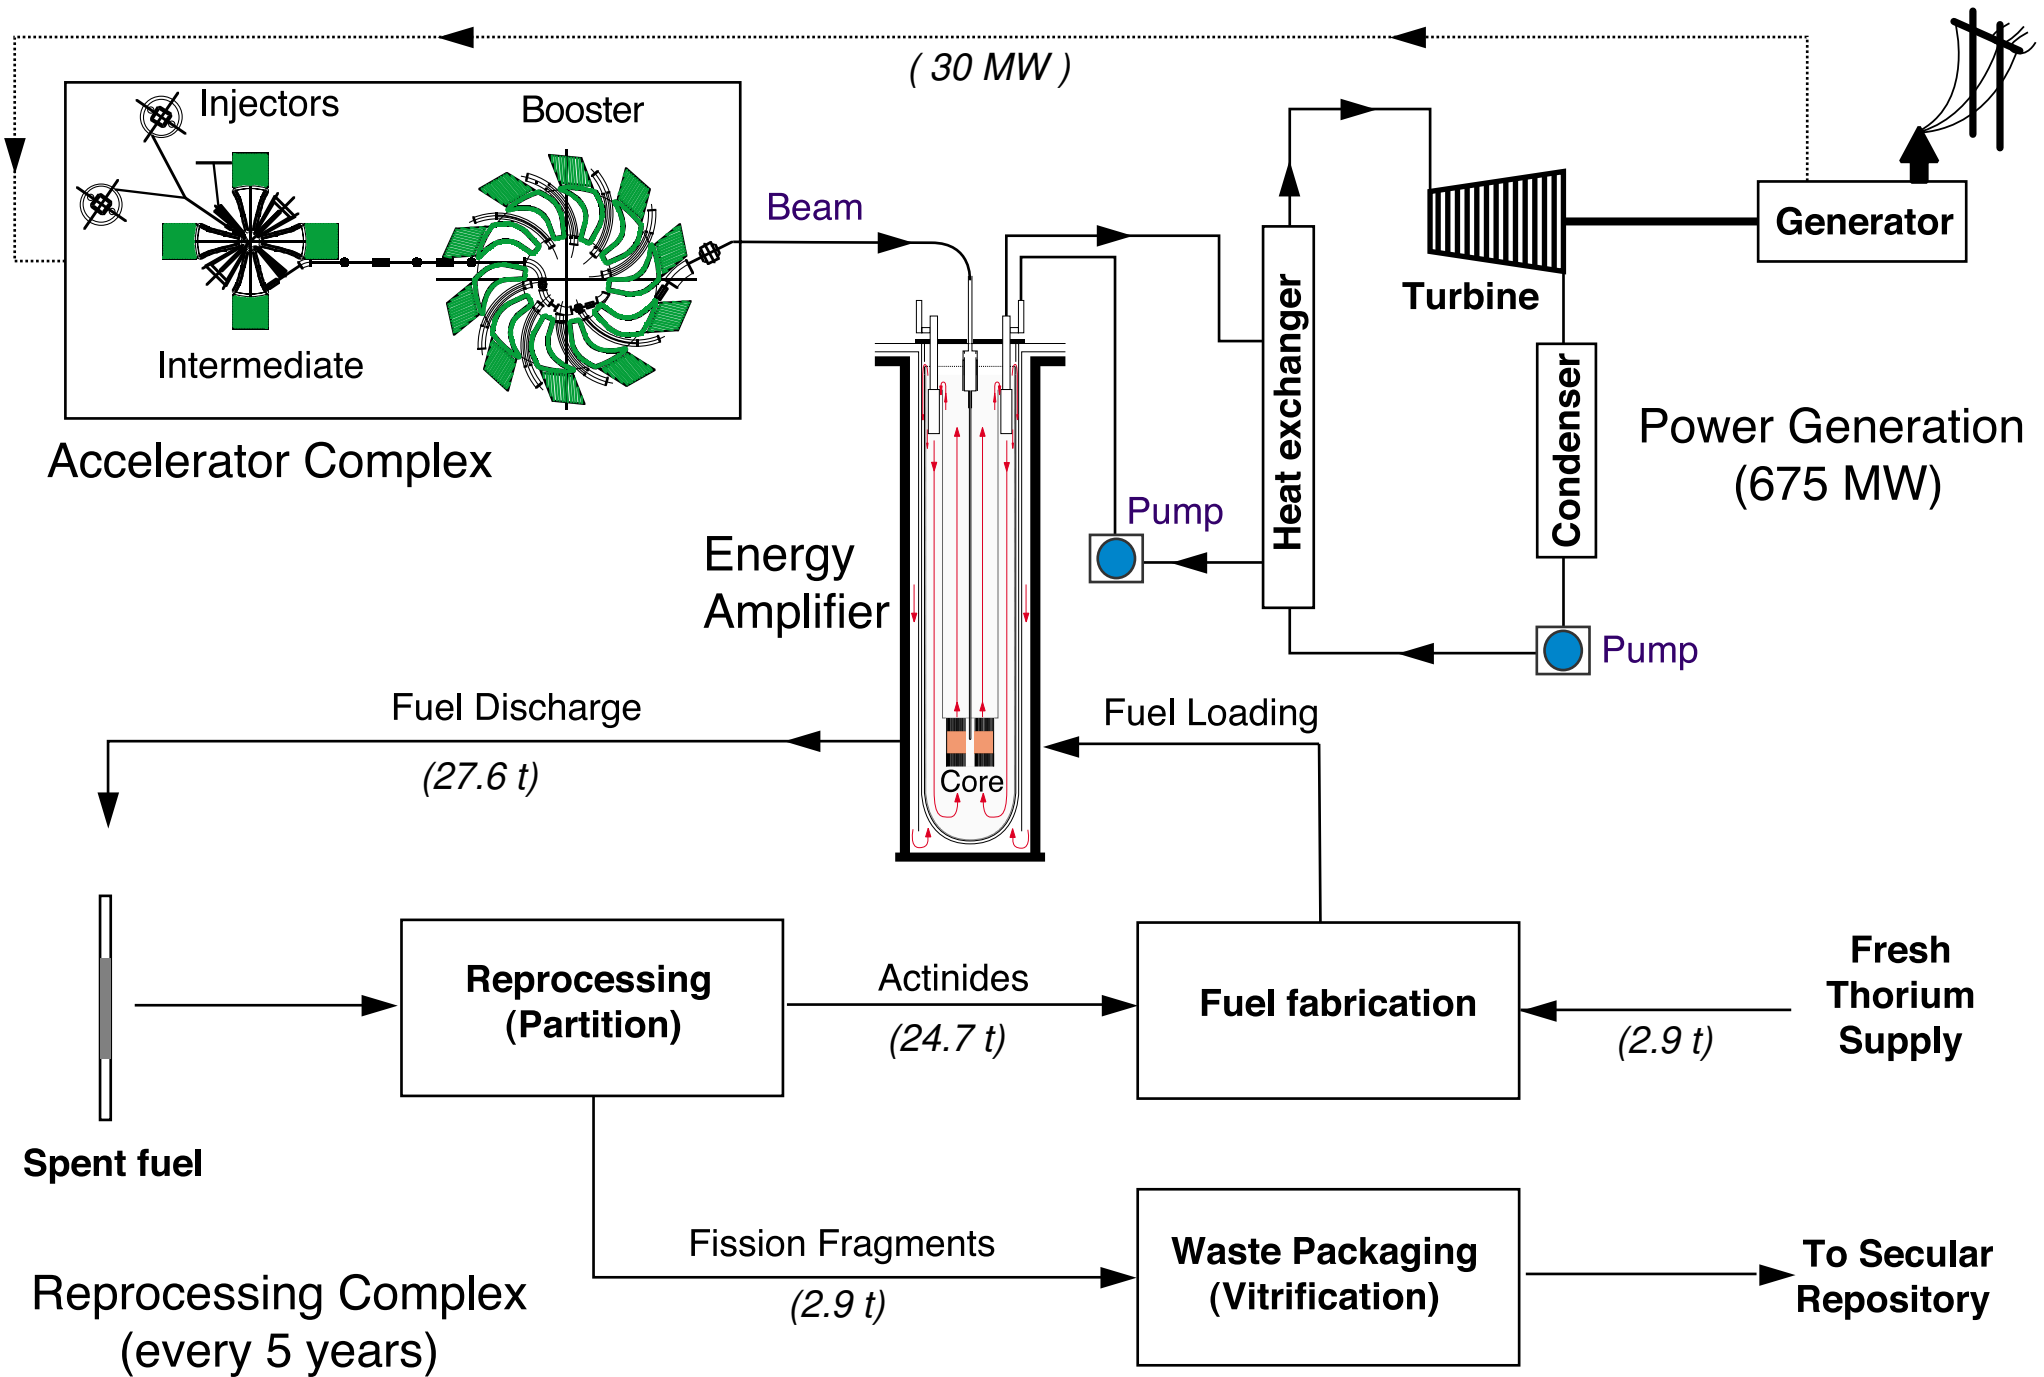 ( 30 MW )
Injectors
Booster
Intermediate
Accelerator Complex
Beam
Heat exchanger
Turbine
Generator
Condenser
Power Generation
(675 MW)
Pump
Pump
Energy
Amplifier
Core
Fuel Discharge
(27.6 t)
Fuel Loading
Spent fuel
Reprocessing
(Partition)
Actinides
(24.7 t)
Fuel fabrication
(2.9 t)
Fresh
Thorium
Supply
Fission Fragments
(2.9 t)
Waste Packaging
(Vitrification)
To Secular
Repository
Reprocessing Complex
(every 5 years)